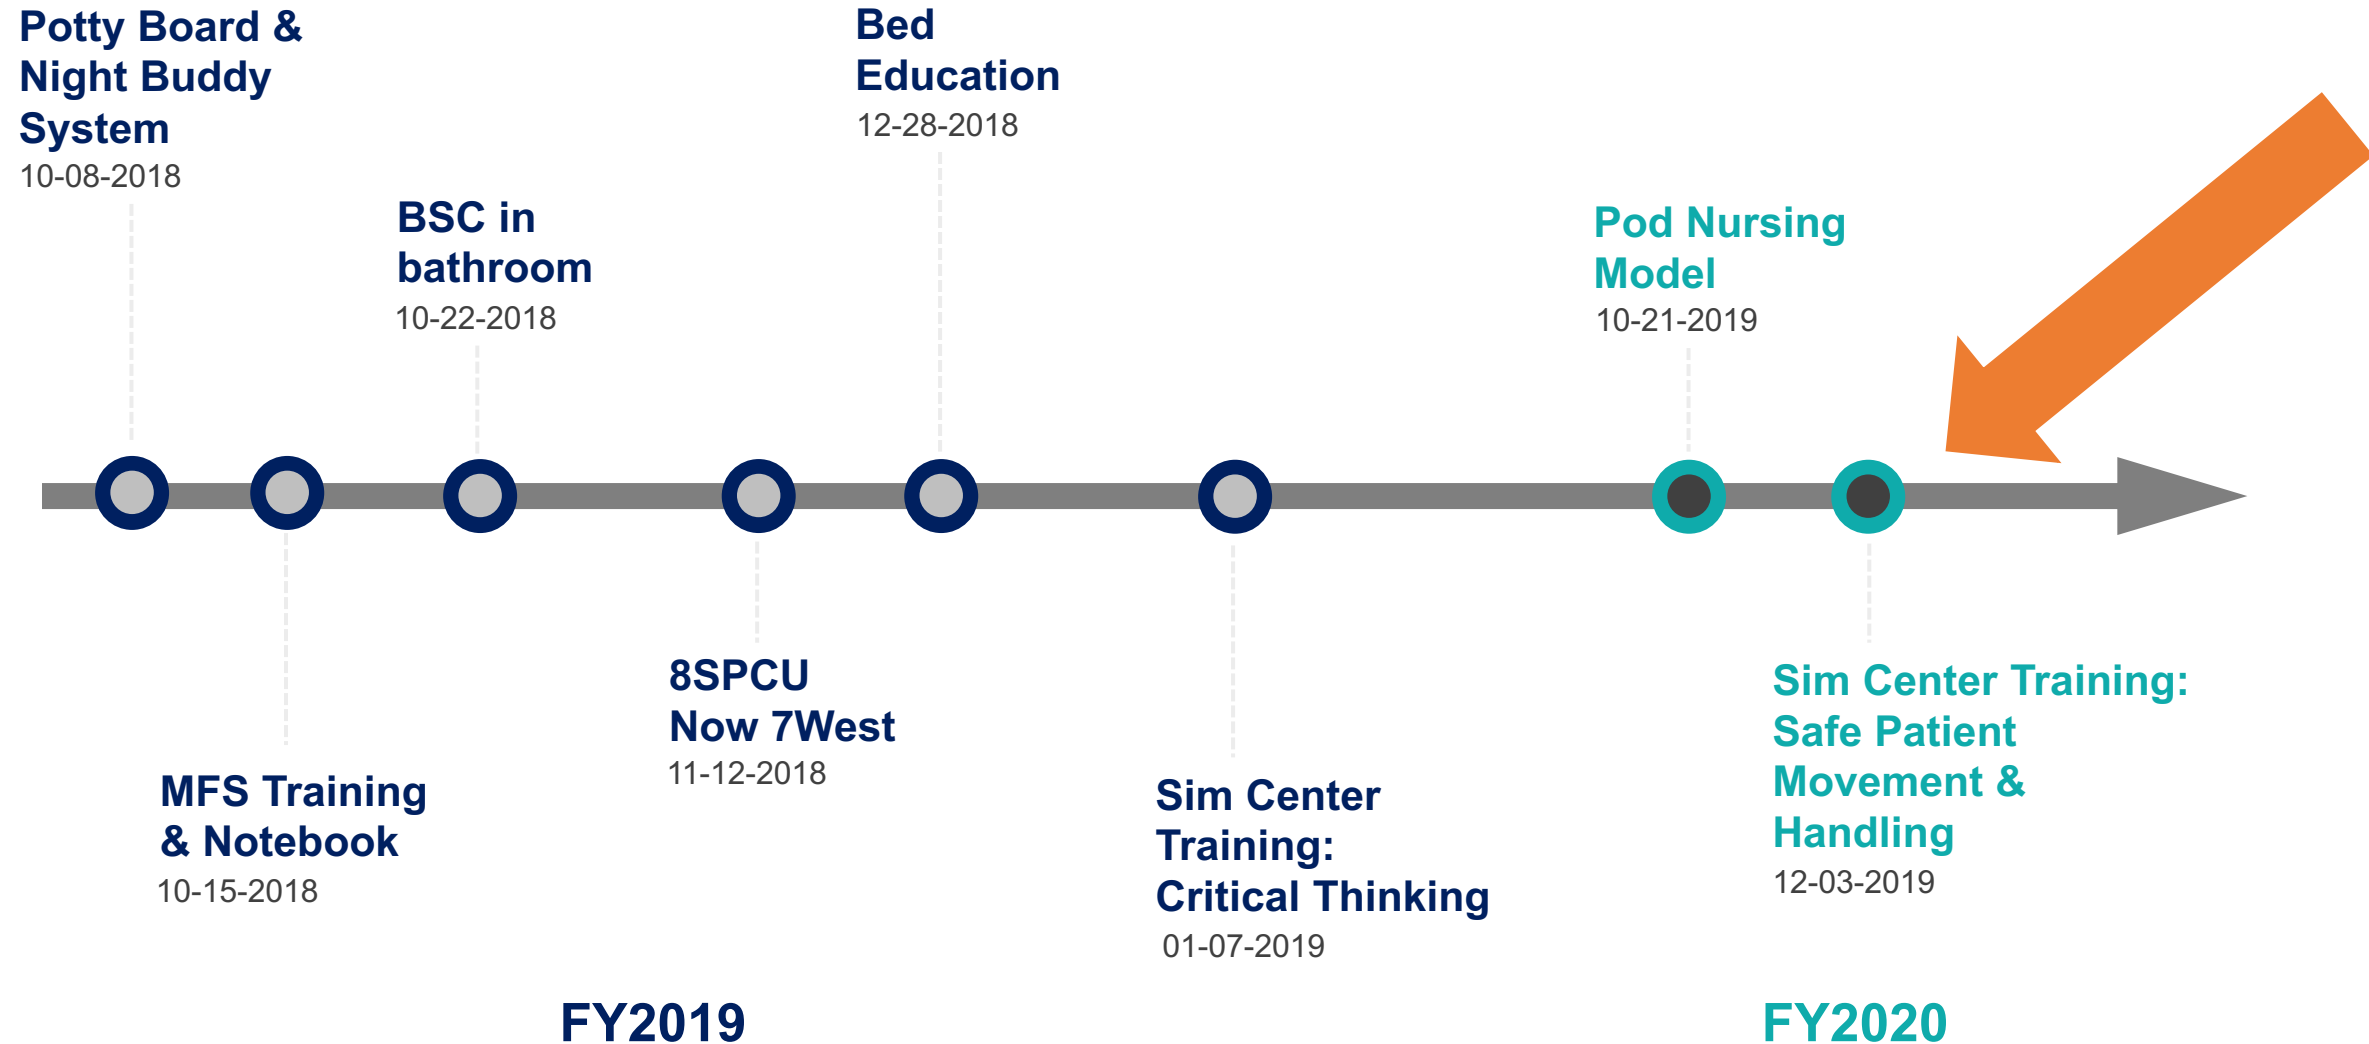 Potty Board &
Night Buddy
System
10-08-2018
Bed
Education
12-28-2018
BSC in
bathroom
10-22-2018
Pod Nursing
Model
10-21-2019
MFS Training
& Notebook
10-15-2018
8SPCU
Now 7West
11-12-2018
Sim Center
Training:
Critical Thinking
01-07-2019
Sim Center Training:
Safe Patient
Movement &
Handling
12-03-2019
FY2019
FY2020